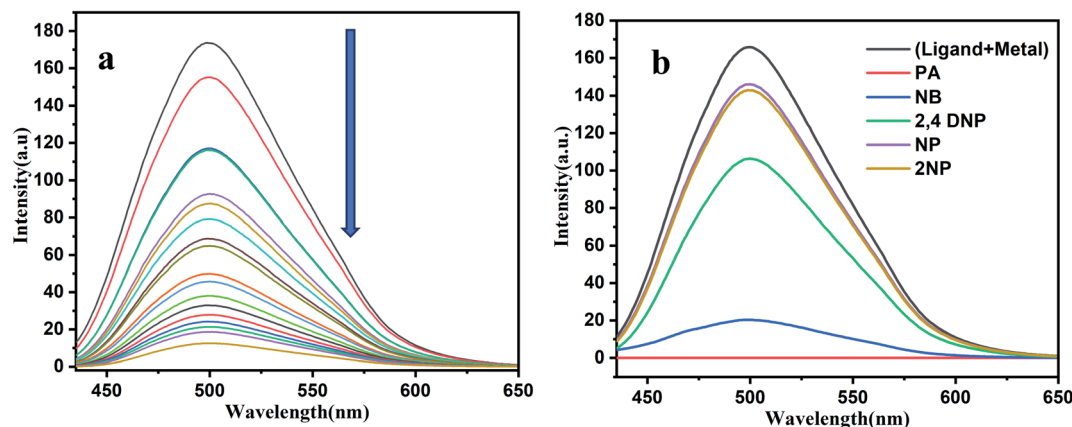 a
Intensity(a.u)
180
160
140
120
100
80
60
40
20
0
450
500
550
600
650
Wavelength(nm)
b
Intensity(a.u.)
180
160
140
120
100
80
60
40
20
0
-20
450
500
550
600
650
Wavelength(nm)
(Ligand+Metal)
PA
NB
2,4 DNP
NP
2NP